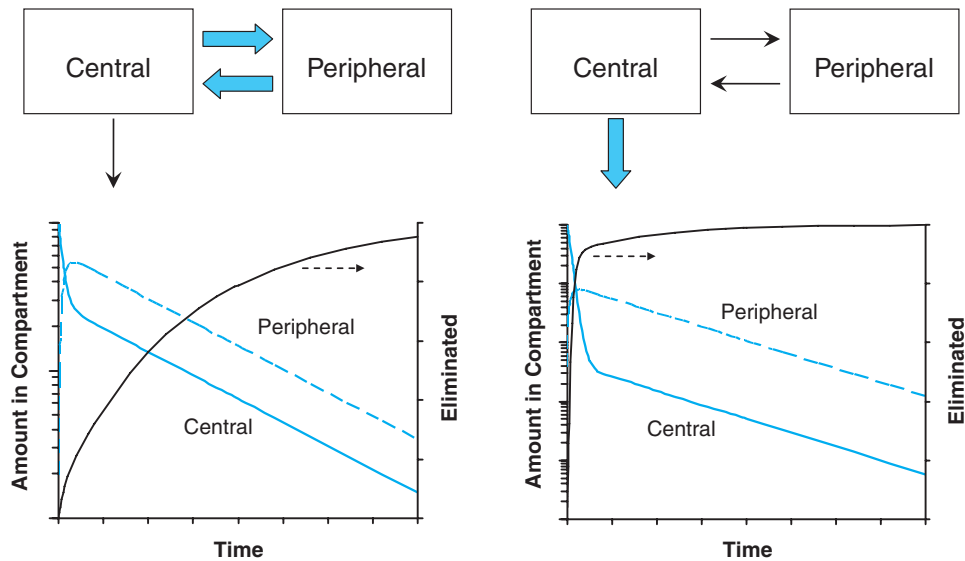 Central
Peripheral
Central
Peripheral
Amount in Compartment
Peripheral
Central
Eliminated
Time
Amount in Compartment
Peripheral
Central
Eliminated
Time